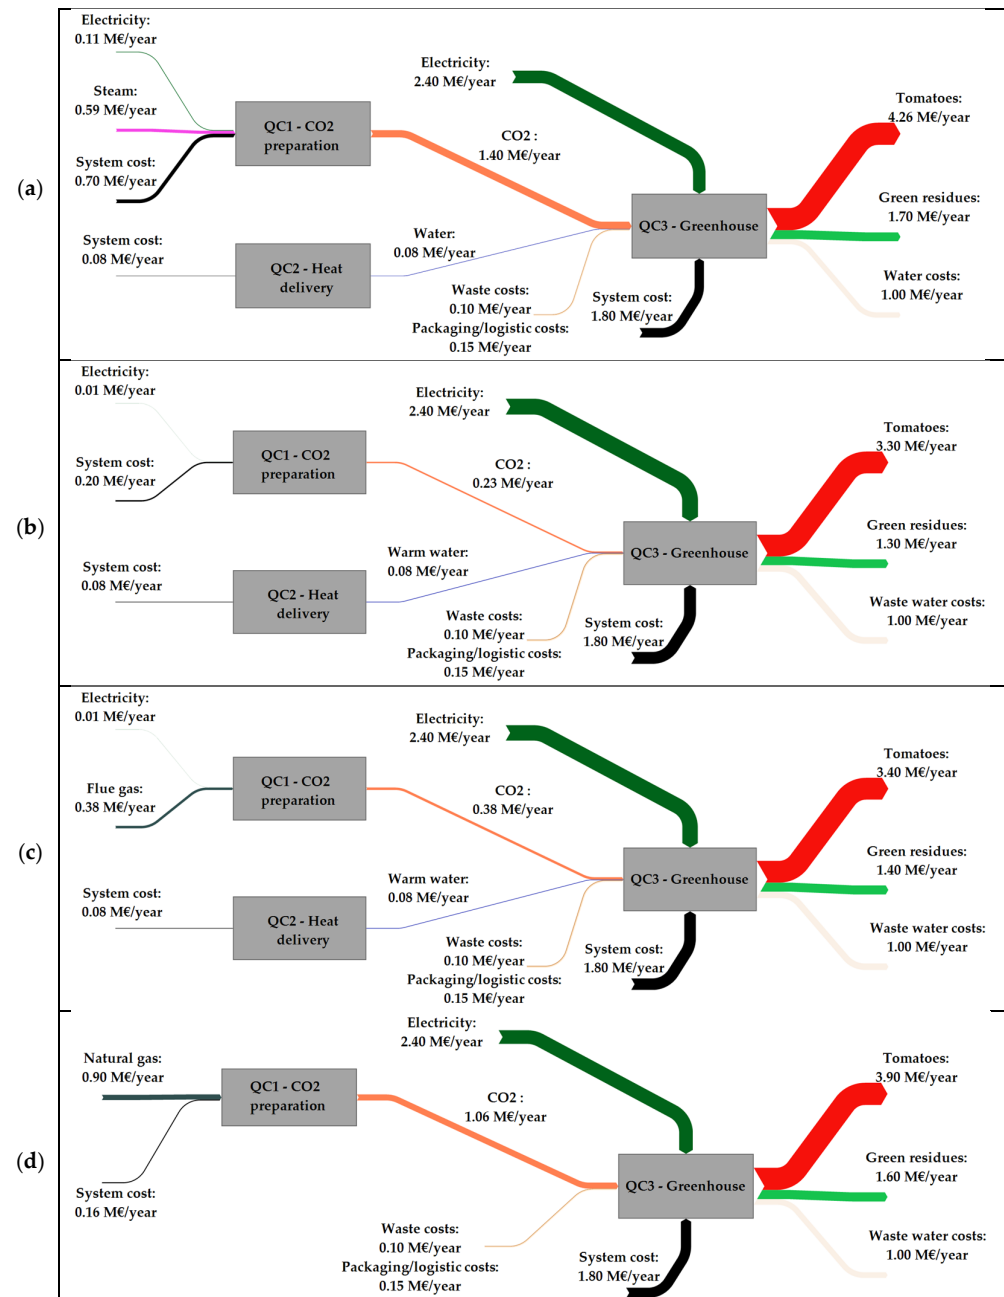 (a)
Electricity:
0.11 M€/year
Steam:
0.59 M€/year
System cost:
0.70 M€/year
System cost:
0.08 M€/year
QC1 - CO2
preparation
QC2 - Heat
delivery
Electricity:
2.40 M€/year
CO2 :
1.40 M€/year
Water:
0.08 M€/year
Waste costs:
0.10 M€/year
Packaging/logistic costs:
0.15 M€/year
System cost:
1.80 M€/year
QC3 - Greenhouse
Tomatoes:
4.26 M€/year
Green residues:
1.70 M€/year
Water costs:
1.00 M€/year
(b)
Electricity:
0.01 M€/year
System cost:
0.20 M€/year
System cost:
0.08 M€/year
QC1 - CO2
preparation
QC2 - Heat
delivery
Electricity:
2.40 M€/year
CO2 :
0.23 M€/year
Warm water:
0.08 M€/year
Waste costs:
0.10 M€/year
Packaging/logistic costs:
0.15 M€/year
System cost:
1.80 M€/year
QC3 - Greenhouse
Tomatoes:
3.30 M€/year
Green residues:
1.30 M€/year
Waste water costs:
1.00 M€/year
(c)
Electricity:
0.01 M€/year
Flue gas:
0.38 M€/year
System cost:
0.08 M€/year
QC1 - CO2
preparation
QC2 - Heat
delivery
Electricity:
2.40 M€/year
CO2 :
0.38 M€/year
Warm water:
0.08 M€/year
Waste costs:
0.10 M€/year
Packaging/logistic costs:
0.15 M€/year
System cost:
1.80 M€/year
QC3 - Greenhouse
Tomatoes:
3.40 M€/year
Green residues:
1.40 M€/year
Waste water costs:
1.00 M€/year
(d)
Natural gas:
0.90 M€/year
System cost:
0.16 M€/year
QC1 - CO2
preparation
Electricity:
2.40 M€/year
CO2 :
1.06 M€/year
Waste costs:
0.10 M€/year
Packaging/logistic costs:
0.15 M€/year
System cost:
1.80 M€/year
QC3 - Greenhouse
Tomatoes:
3.90 M€/year
Green residues:
1.60 M€/year
Waste water costs:
1.00 M€/year